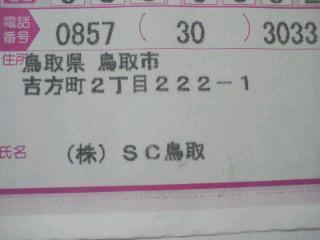 電話番号 0857 ( 30 ) 3033
住所 鳥取県 鳥取市
吉方町2丁目222-1
氏名 (株) SC鳥取